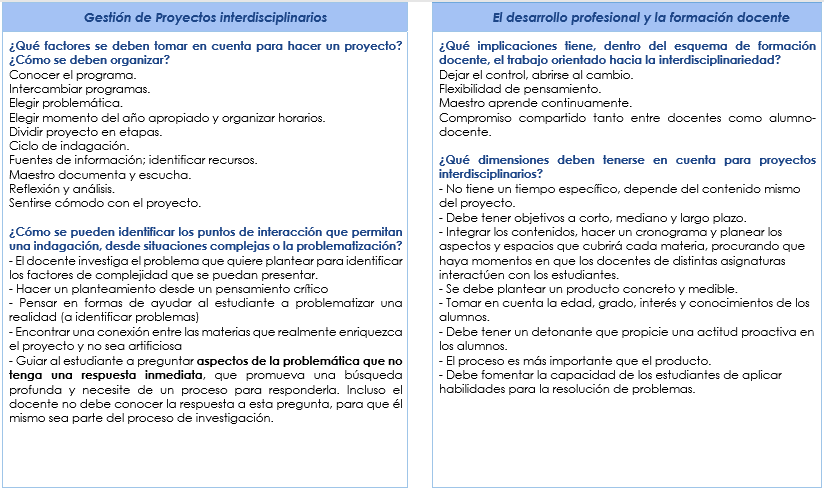 Gestión de Proyectos interdisciplinarios
¿Qué factores se deben tomar en cuenta para hacer un proyecto?
¿Cómo se deben organizar?
Conocer el programa.
Intercambiar programas.
Elegir problemática.
Elegir momento del año apropiado y organizar horarios.
Dividir proyecto en etapas.
Ciclo de indagación.
Fuentes de información; identificar recursos.
Maestro documenta y escucha.
Reflexión y análisis.
Sentirse cómodo con el proyecto.
¿Cómo se pueden identificar los puntos de interacción que permitan
una indagación, desde situaciones complejas o la problematización?
- El docente investiga el problema que quiere plantear para identificar
los factores de complejidad que se puedan presentar.
- Hacer un planteamiento desde un pensamiento crítico
- Pensar en formas de ayudar al estudiante a problematizar una
realidad (a identificar problemas)
- Encontrar una conexión entre las materias que realmente enriquezca
el proyecto y no sea artificiosa
- Guiar al estudiante a preguntar aspectos de la problemática que no
tenga una respuesta inmediata, que promueva una búsqueda
profunda y necesite de un proceso para responderla. Incluso el
docente no debe conocer la respuesta a esta pregunta, para que él
mismo sea parte del proceso de investigación.
El desarrollo profesional y la formación docente
¿Qué implicaciones tiene, dentro del esquema de formación
docente, el trabajo orientado hacia la interdisciplinariedad?
Dejar el control, abrirse al cambio.
Flexibilidad de pensamiento.
Maestro aprende continuamente.
Compromiso compartido tanto entre docentes como alumno-
docente.
¿Qué dimensiones deben tenerse en cuenta para proyectos
interdisciplinarios?
- No tiene un tiempo específico, depende del contenido mismo
del proyecto.
- Debe tener objetivos a corto, mediano y largo plazo.
- Integrar los contenidos, hacer un cronograma y planear los
aspectos y espacios que cubrirá cada materia, procurando que
haya momentos en que los docentes de distintas asignaturas
interactúen con los estudiantes.
- Se debe plantear un producto concreto y medible.
- Tomar en cuenta la edad, grado, interés y conocimientos de los
alumnos.
- Debe tener un detonante que propicie una actitud proactiva en
los alumnos.
- El proceso es más importante que el producto.
- Debe fomentar la capacidad de los estudiantes de aplicar
habilidades para la resolución de problemas.